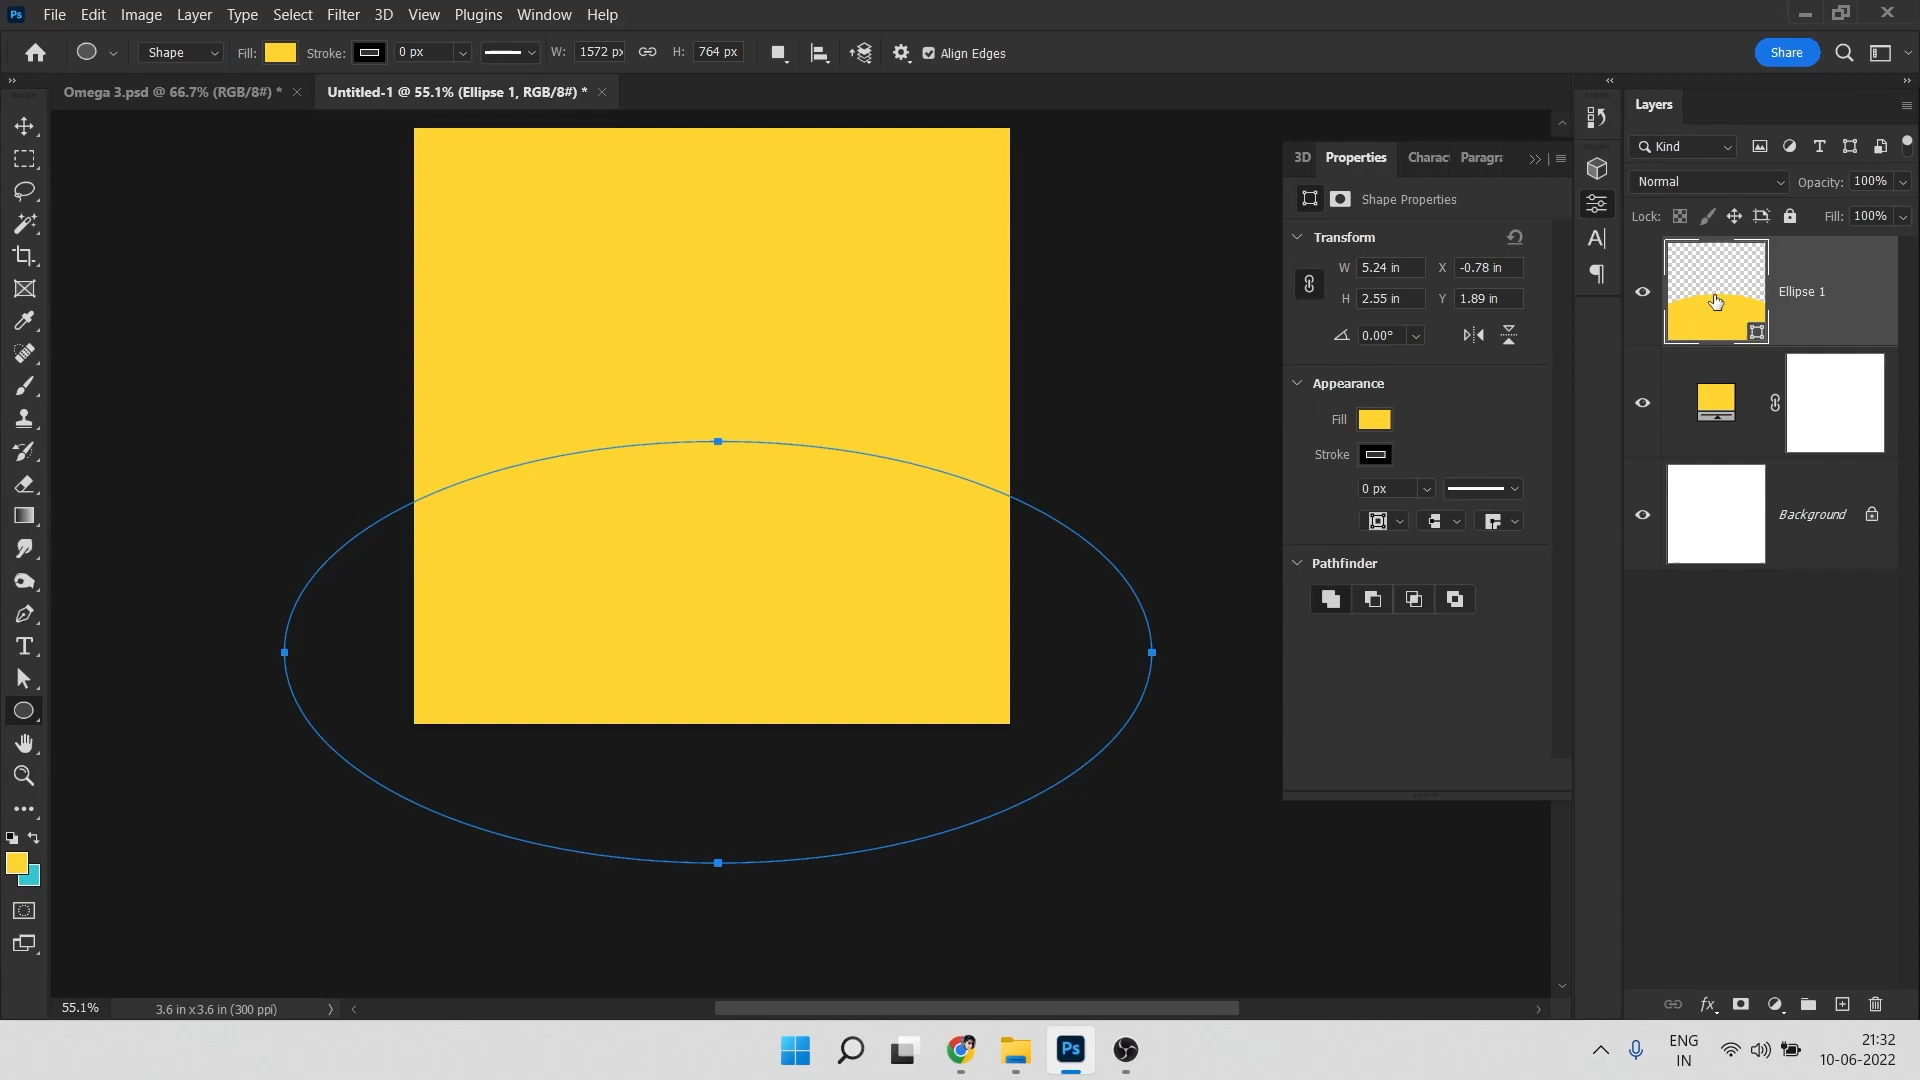 Ps File Edit Image Layer Type Select Filter 3D View Plugins Window Help
Shape Fill: Stroke: 0 px W: 1572 px H: 764 px Align Edges Share
Omega 3.psd @ 66.7% (RGB/8#) * Untitled-1 @ 55.1% (Ellipse 1, RGB/8#) *
Layers
Kind
Normal Opacity: 100%
Lock: Fill: 100%
Ellipse 1
Background
3D Properties Charac Paragra
Shape Properties
Transform
W 5.24 in X -0.78 in
H 2.55 in Y 1.89 in
0.00°
Appearance
Fill
Stroke
0 px
Pathfinder
55.1% 3.6 in x 3.6 in (300 ppi)
fx
Ps
ENG
IN
21:32
10-06-2022